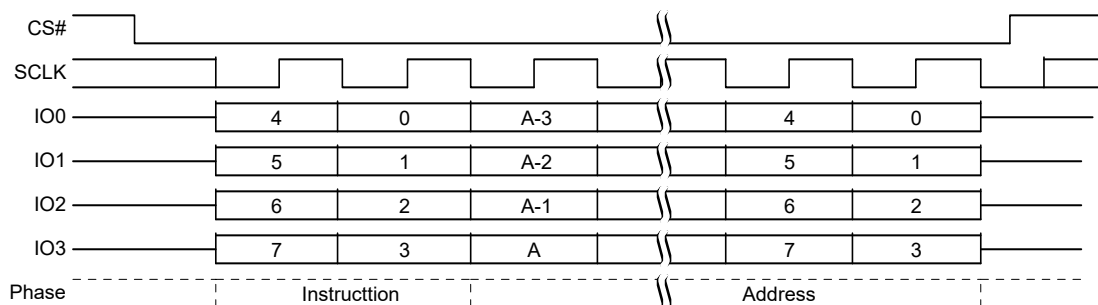 CS#
SCLK
IO0 4 0 A-3 4 0
IO1 5 1 A-2 5 1
IO2 6 2 A-1 6 2
IO3 7 3 A 7 3
Phase Instructtion Address